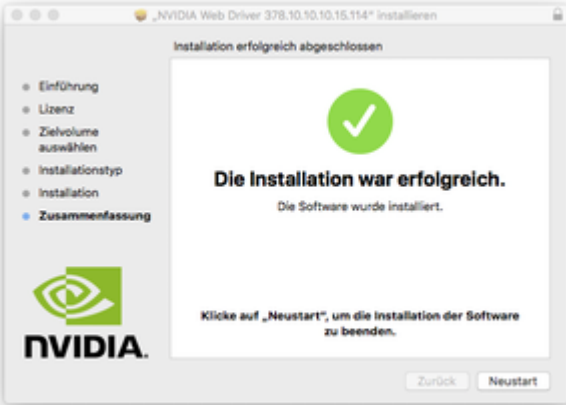 „NVIDIA Web Driver 378.10.10.10.15.114“ installieren
Installation erfolgreich abgeschlossen
Einführung
Lizenz
Zielvolume
auswählen
Installationstyp
Installation
Zusammenfassung
Die Installation war erfolgreich.
Die Software wurde installiert.
Klicke auf „Neustart“, um die Installation der Software
zu beenden.
NVIDIA.
Zurück
Neustart